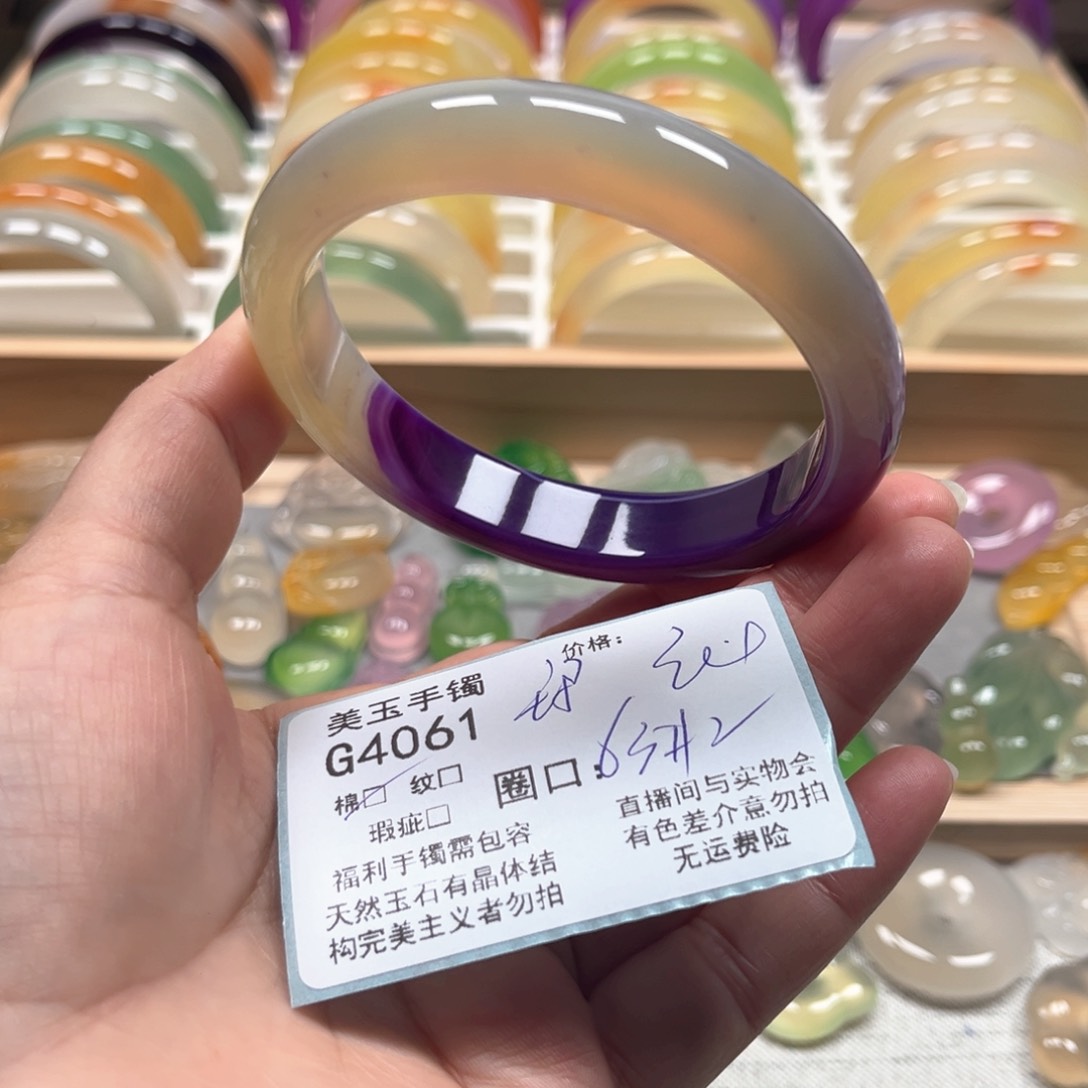 价格：
美玉手镯
G4061
棉☑ 纹□ 圈口：
瑕疵□
福利手镯需包容
天然玉石有晶体结
构完美主义者勿拍
直播间与实物会
有色差介意勿拍
无运费险